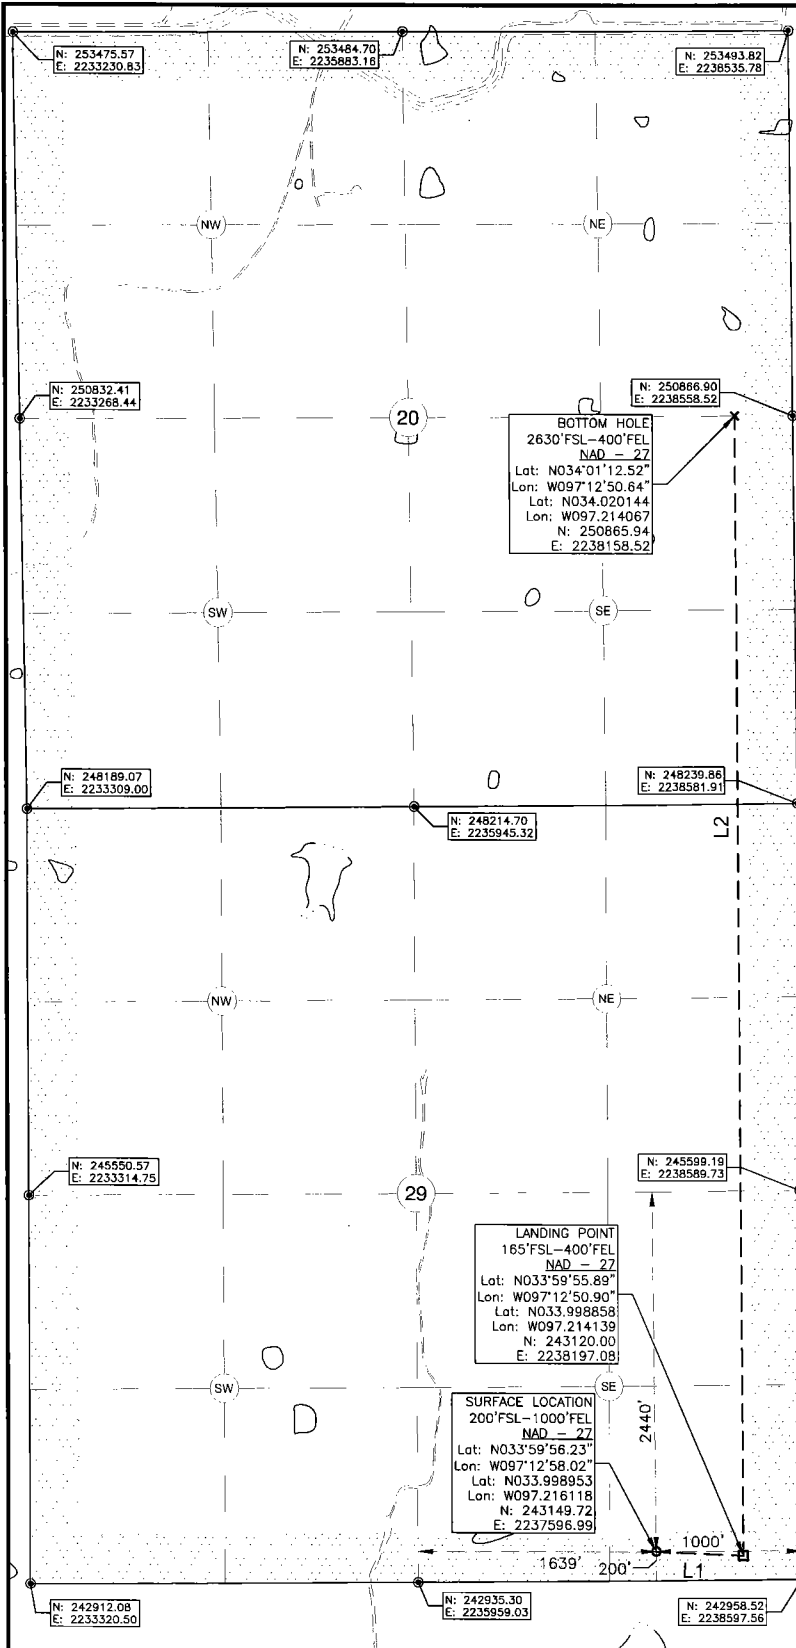 N: 253475.57
E: 2233230.83
N: 253484.70
E: 2235883.16
N: 253493.82
E: 2238535.78
NW
NE
N: 250832.41
E: 2233268.44
20
N: 250866.90
E: 2238558.52
BOTTOM HOLE
2630'FSL-400'FEL
NAD - 27
Lat: N034°01'12.52"
Lon: W097°12'50.64"
Lat: N034.020144
Lon: W097.214067
N: 250865.94
E: 2238158.52
SW
SE
N: 248189.07
E: 2233309.00
N: 248214.70
E: 2235945.32
N: 248239.86
E: 2238581.91
L2
NW
NE
N: 245550.57
E: 2233314.75
29
N: 245599.19
E: 2238589.73
LANDING POINT
165'FSL-400'FEL
NAD - 27
Lat: N033°59'55.89"
Lon: W097°12'50.90"
Lat: N033.998858
Lon: W097.214139
N: 243120.00
E: 2238197.08
SW
SE
2440'
SURFACE LOCATION
200'FSL-1000'FEL
NAD - 27
Lat: N033°59'56.23"
Lon: W097°12'58.02"
Lat: N033.998953
Lon: W097.216118
N: 243149.72
E: 2237596.99
1639'
200'
1000'
L1
N: 242912.08
E: 2233320.50
N: 242935.30
E: 2235959.03
N: 242958.52
E: 2238597.56